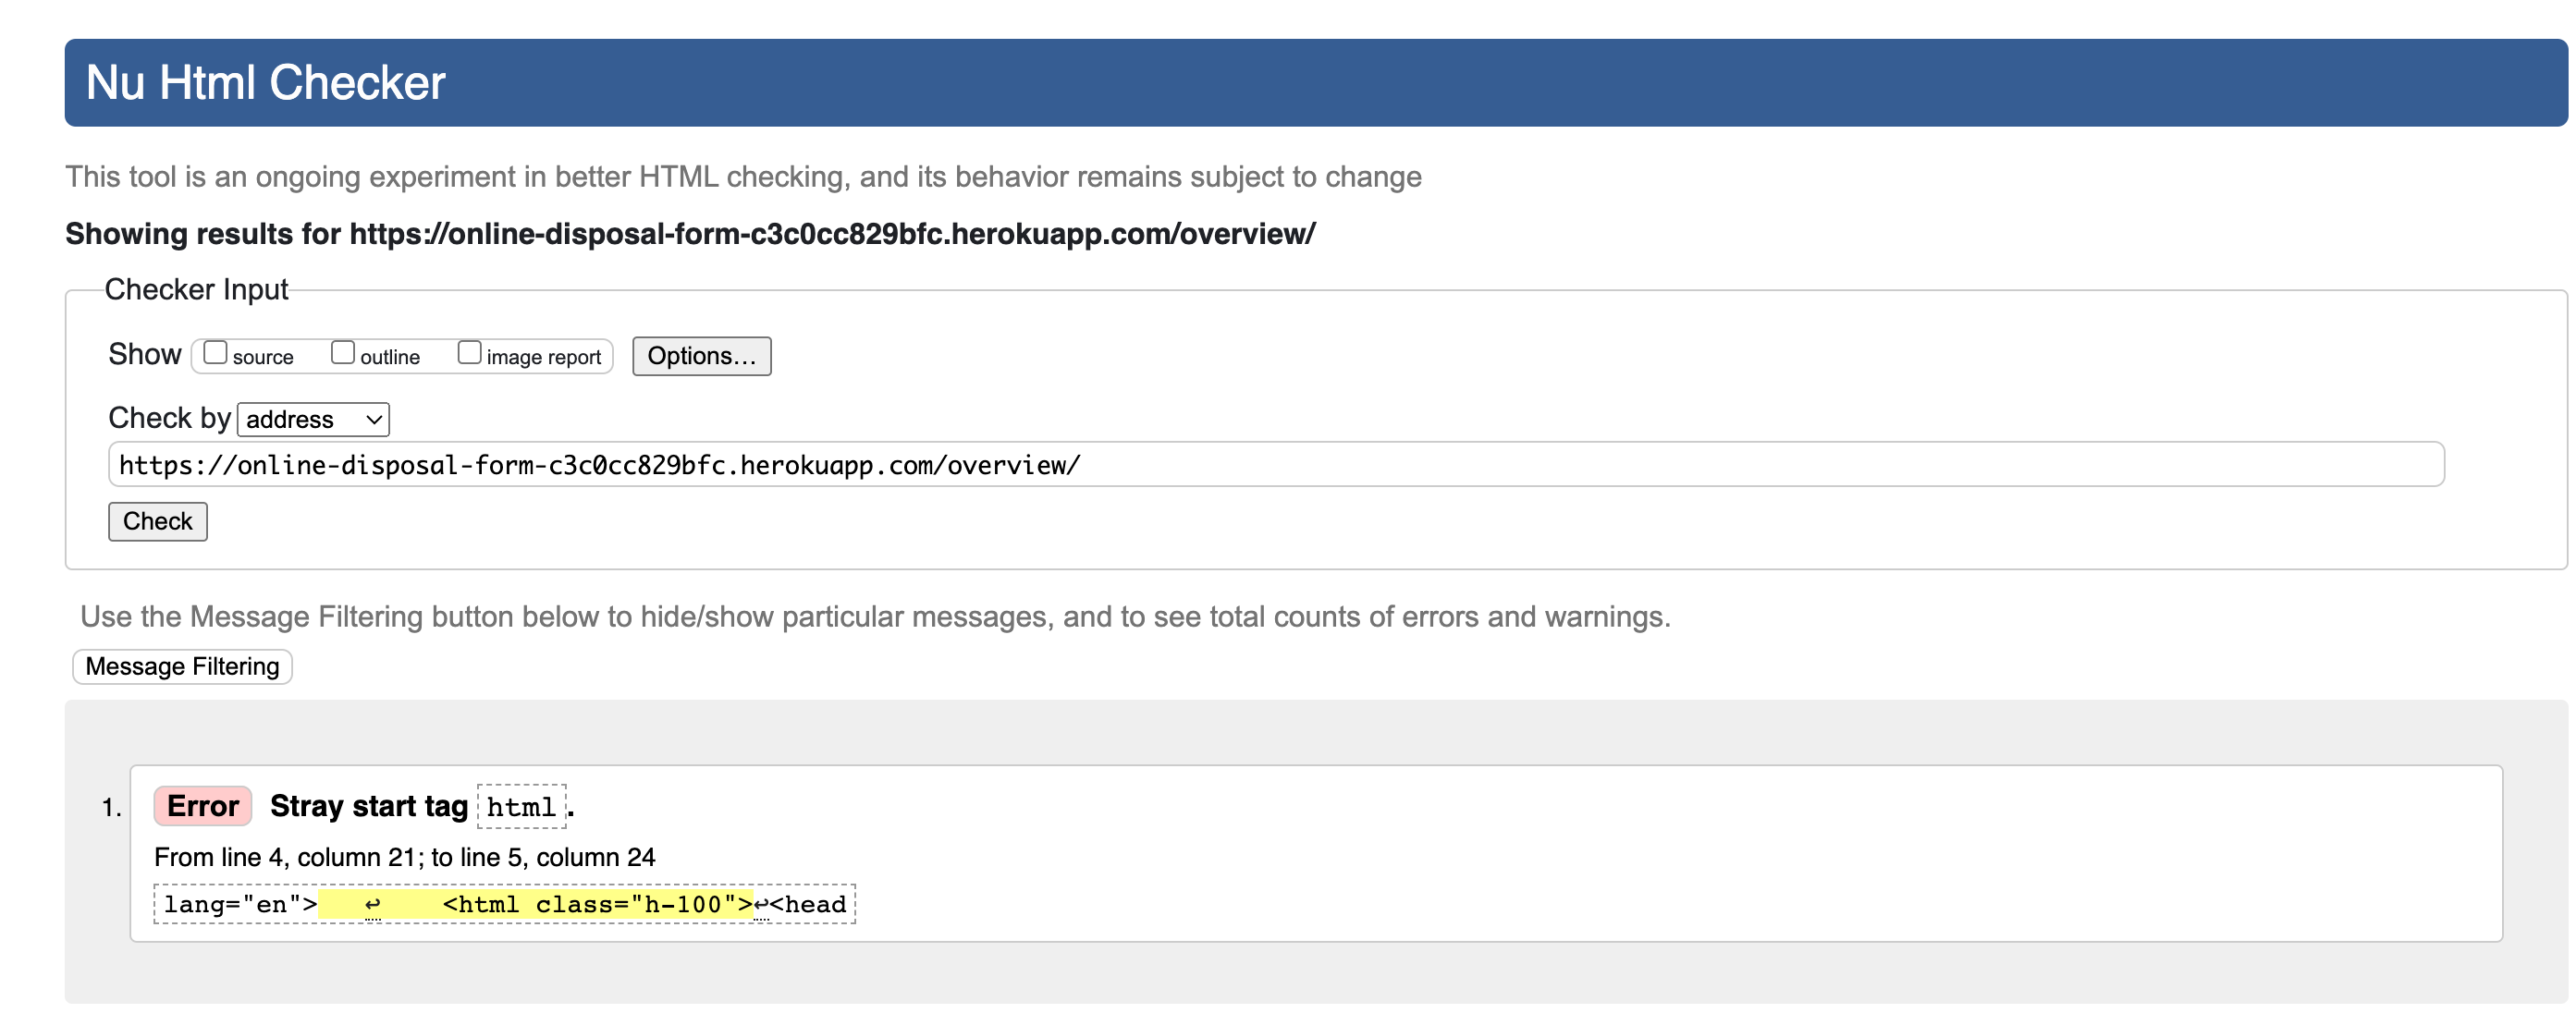 Nu Html Checker
This tool is an ongoing experiment in better HTML checking, and its behavior remains subject to change
Showing results for https://online-disposal-form-c3c0cc829bfc.herokuapp.com/overview/
Checker Input
Show source outline image report Options...
Check by address
https://online-disposal-form-c3c0cc829bfc.herokuapp.com/overview/
Check
Use the Message Filtering button below to hide/show particular messages, and to see total counts of errors and warnings.
Message Filtering
1. Error Stray start tag html.
From line 4, column 21; to line 5, column 24
lang="en"> ↩ <html class="h-100">↩<head